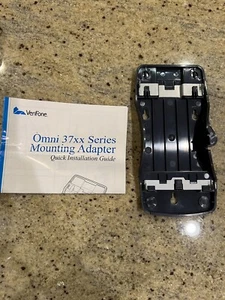 VeriFone
Omni 37xx Series
Mounting Adapter
Quick Installation Guide